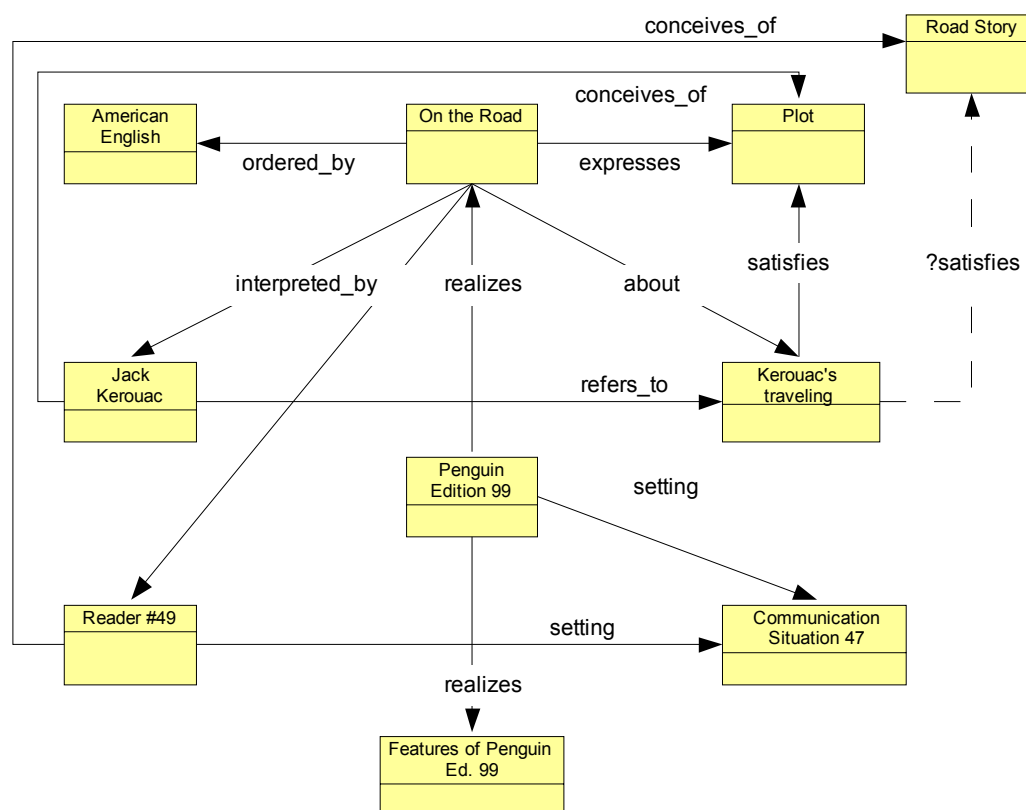 conceives_of
Road Story
conceives_of
American
English
On the Road
Plot
ordered_by
expresses
interpreted_by
realizes
about
satisfies
?satisfies
Jack
Kerouac
refers_to
Kerouac's
traveling
Penguin
Edition 99
setting
Reader #49
setting
Communication
Situation 47
realizes
Features of Penguin
Ed. 99